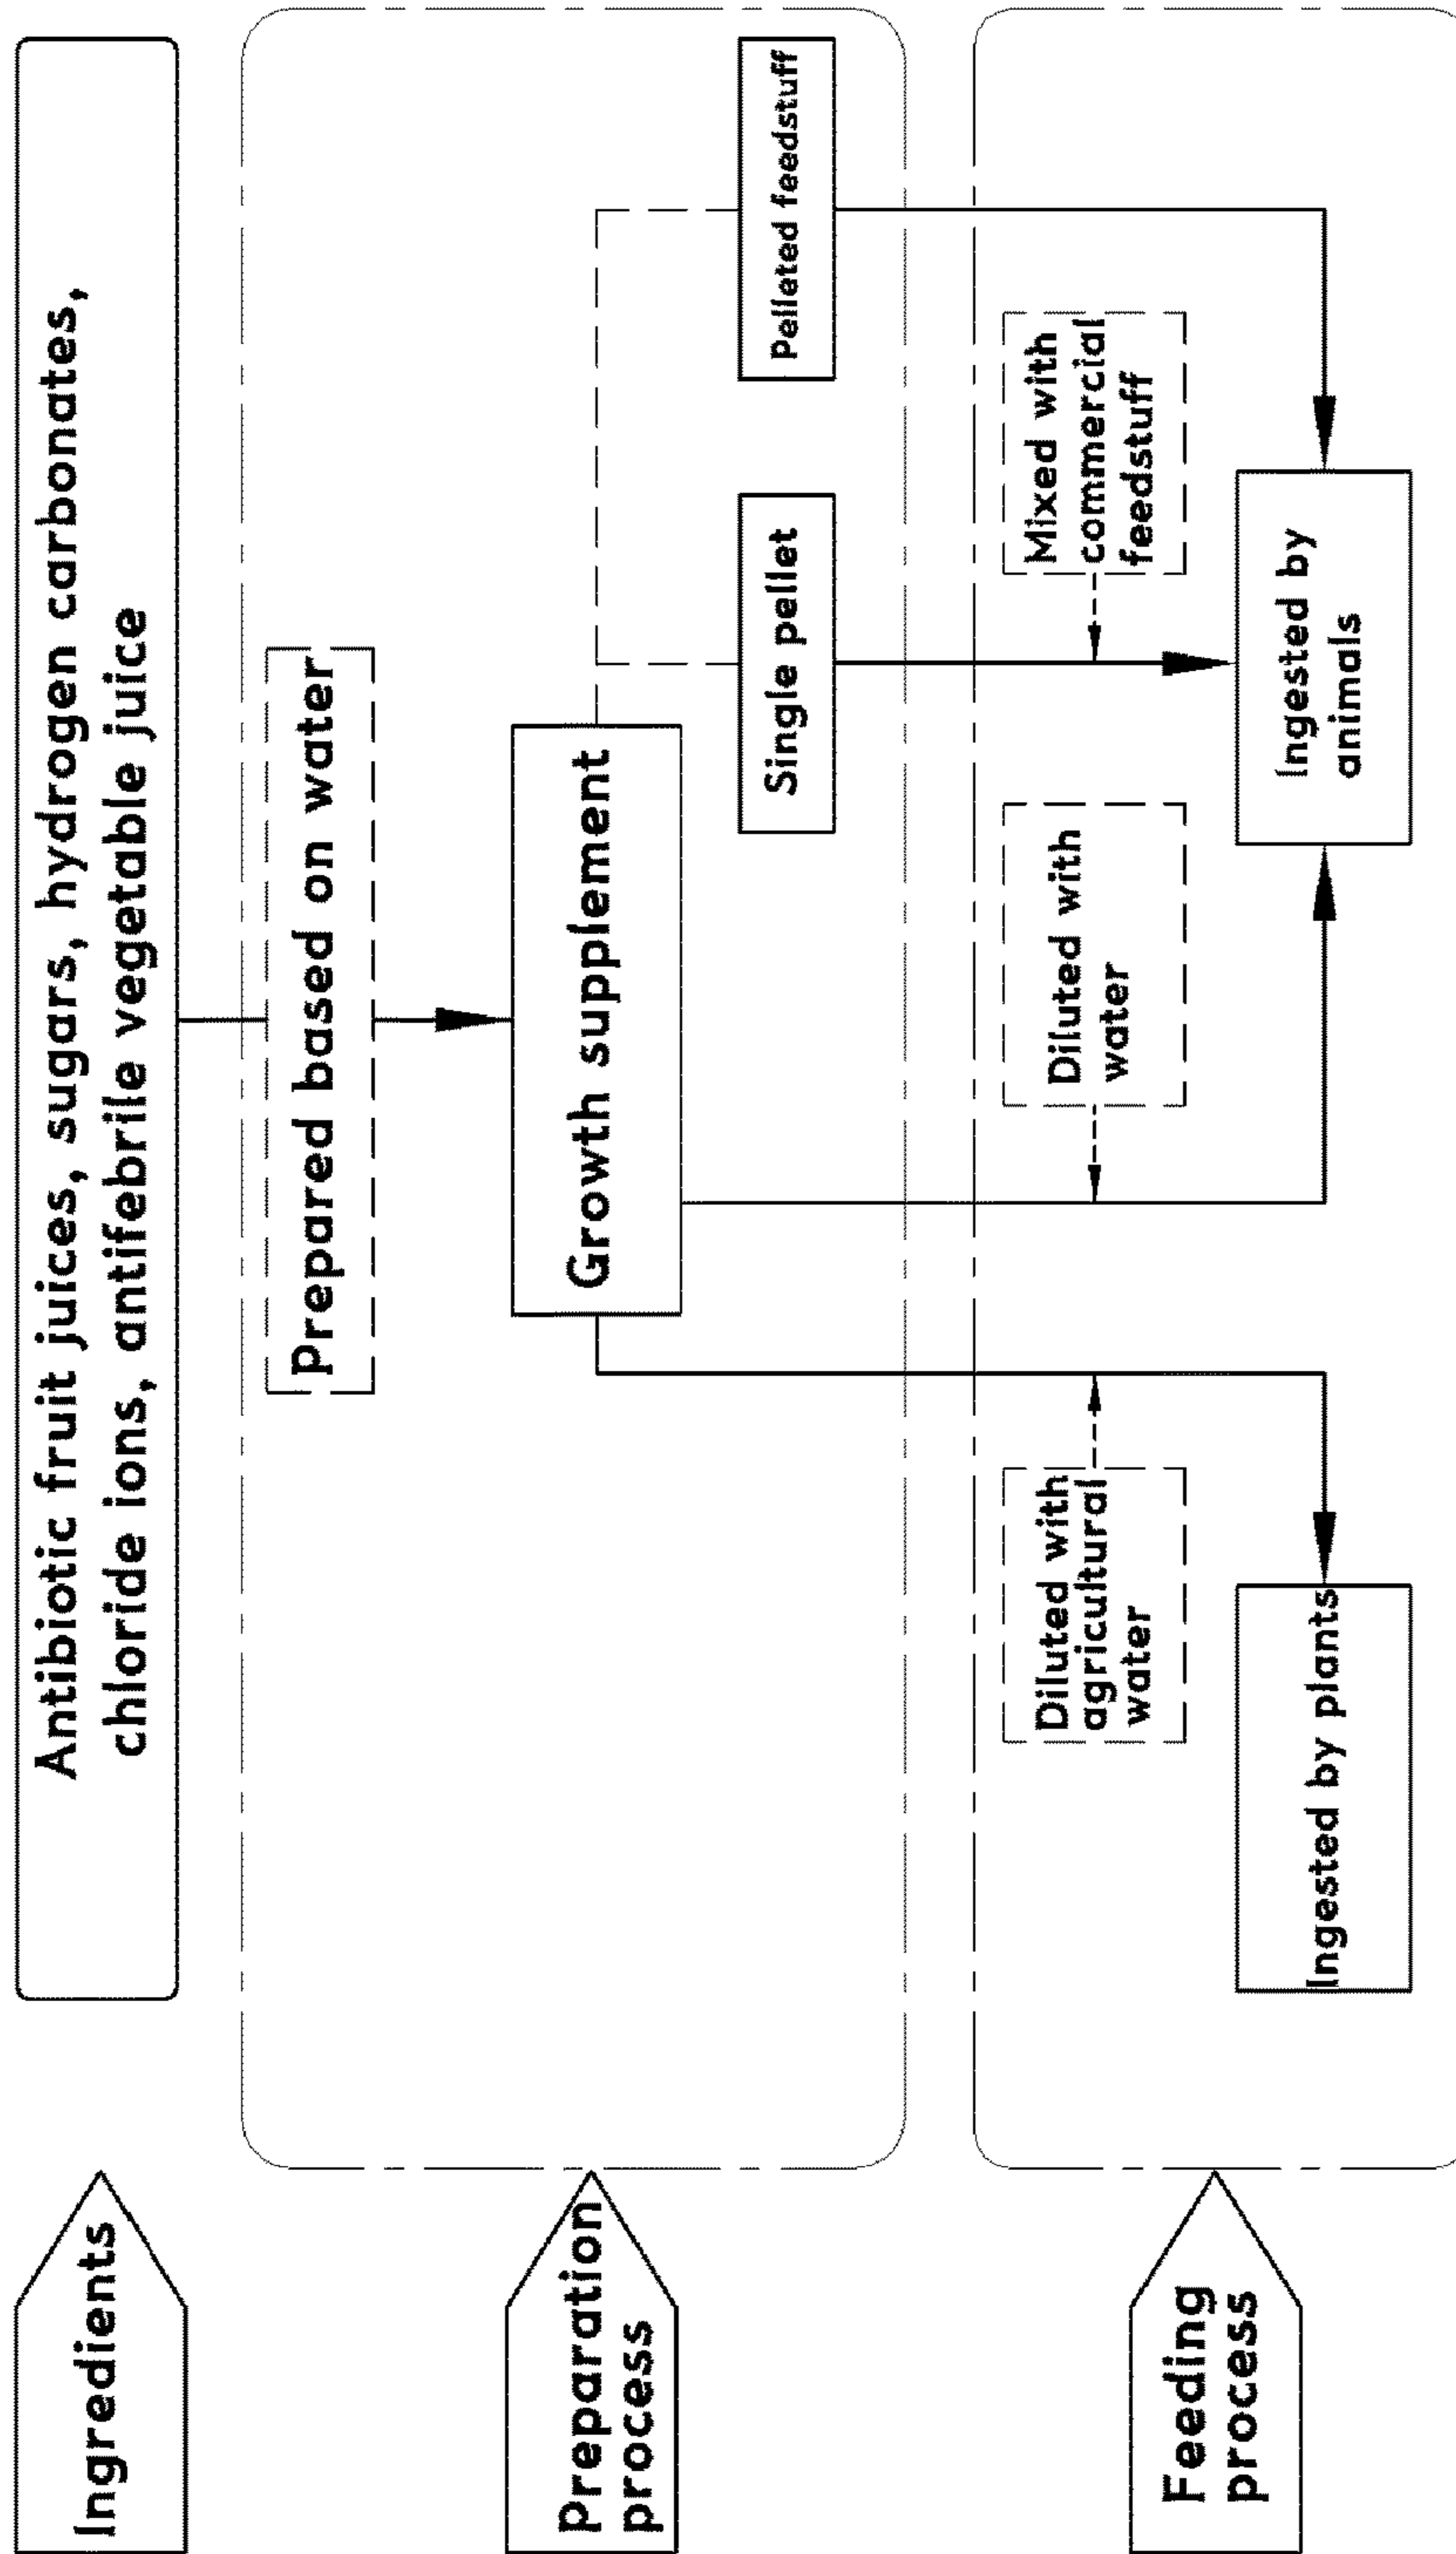 Ingredients
Antibiotic fruit juices, sugars, hydrogen carbonates,
chloride ions, antifebrile vegetable juice
Preparation
process
Prepared based on water
Growth supplement
Single pellet
Pelleted feedstuff
Feeding
process
Diluted with
agricultural
water
Diluted with
water
Mixed with
commercial
feedstuff
Ingested by plants
Ingested by
animals